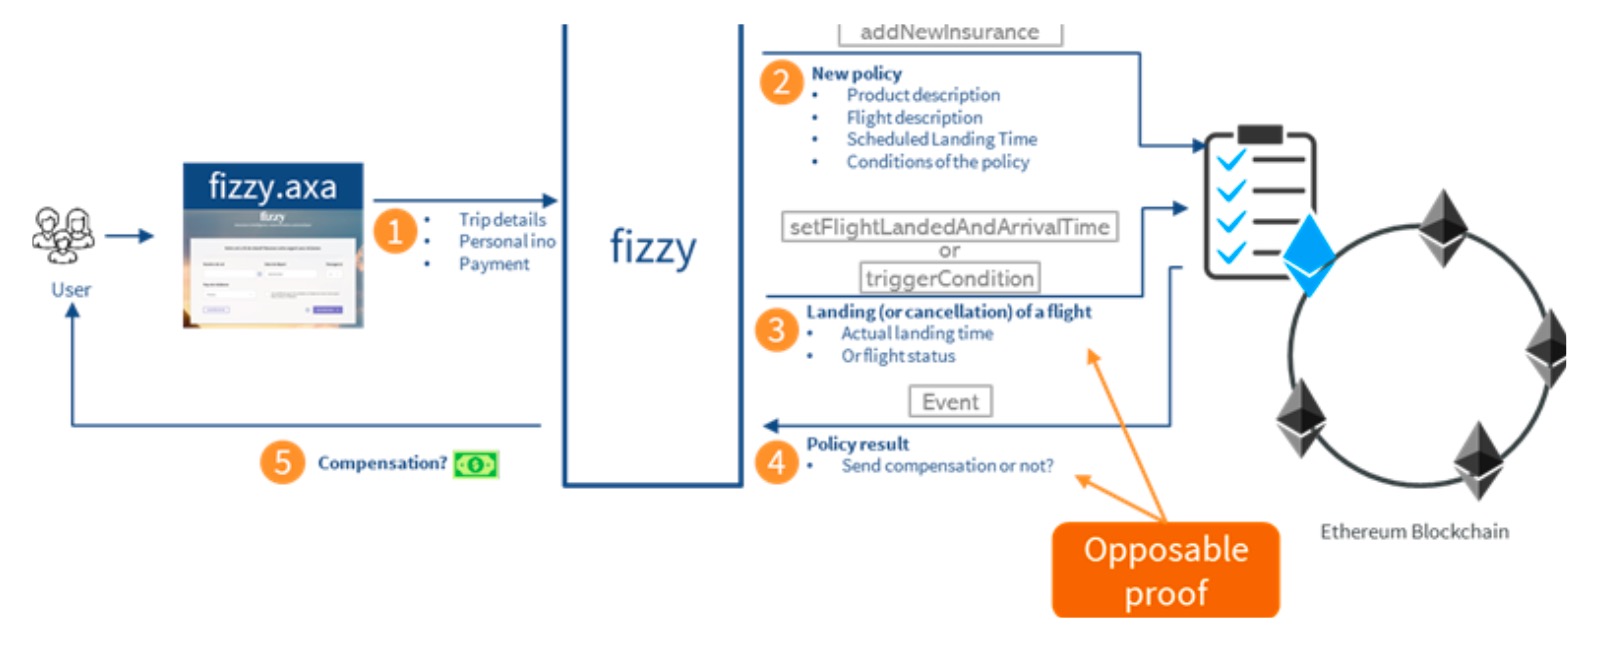 addNewInsurance
2
New policy
• Product description
• Flight description
• Scheduled Landing Time
• Conditions of the policy
fizzy.axa
fizzy
User
1
• Trip details
• Personal ino
• Payment
fizzy
setFlightLandedAndArrivalTime
or
triggerCondition
3
Landing (or cancellation) of a flight
• Actual landing time
• Or flight status
Event
4
Policy result
• Send compensation or not?
5
Compensation?
Opposable
proof
Ethereum Blockchain